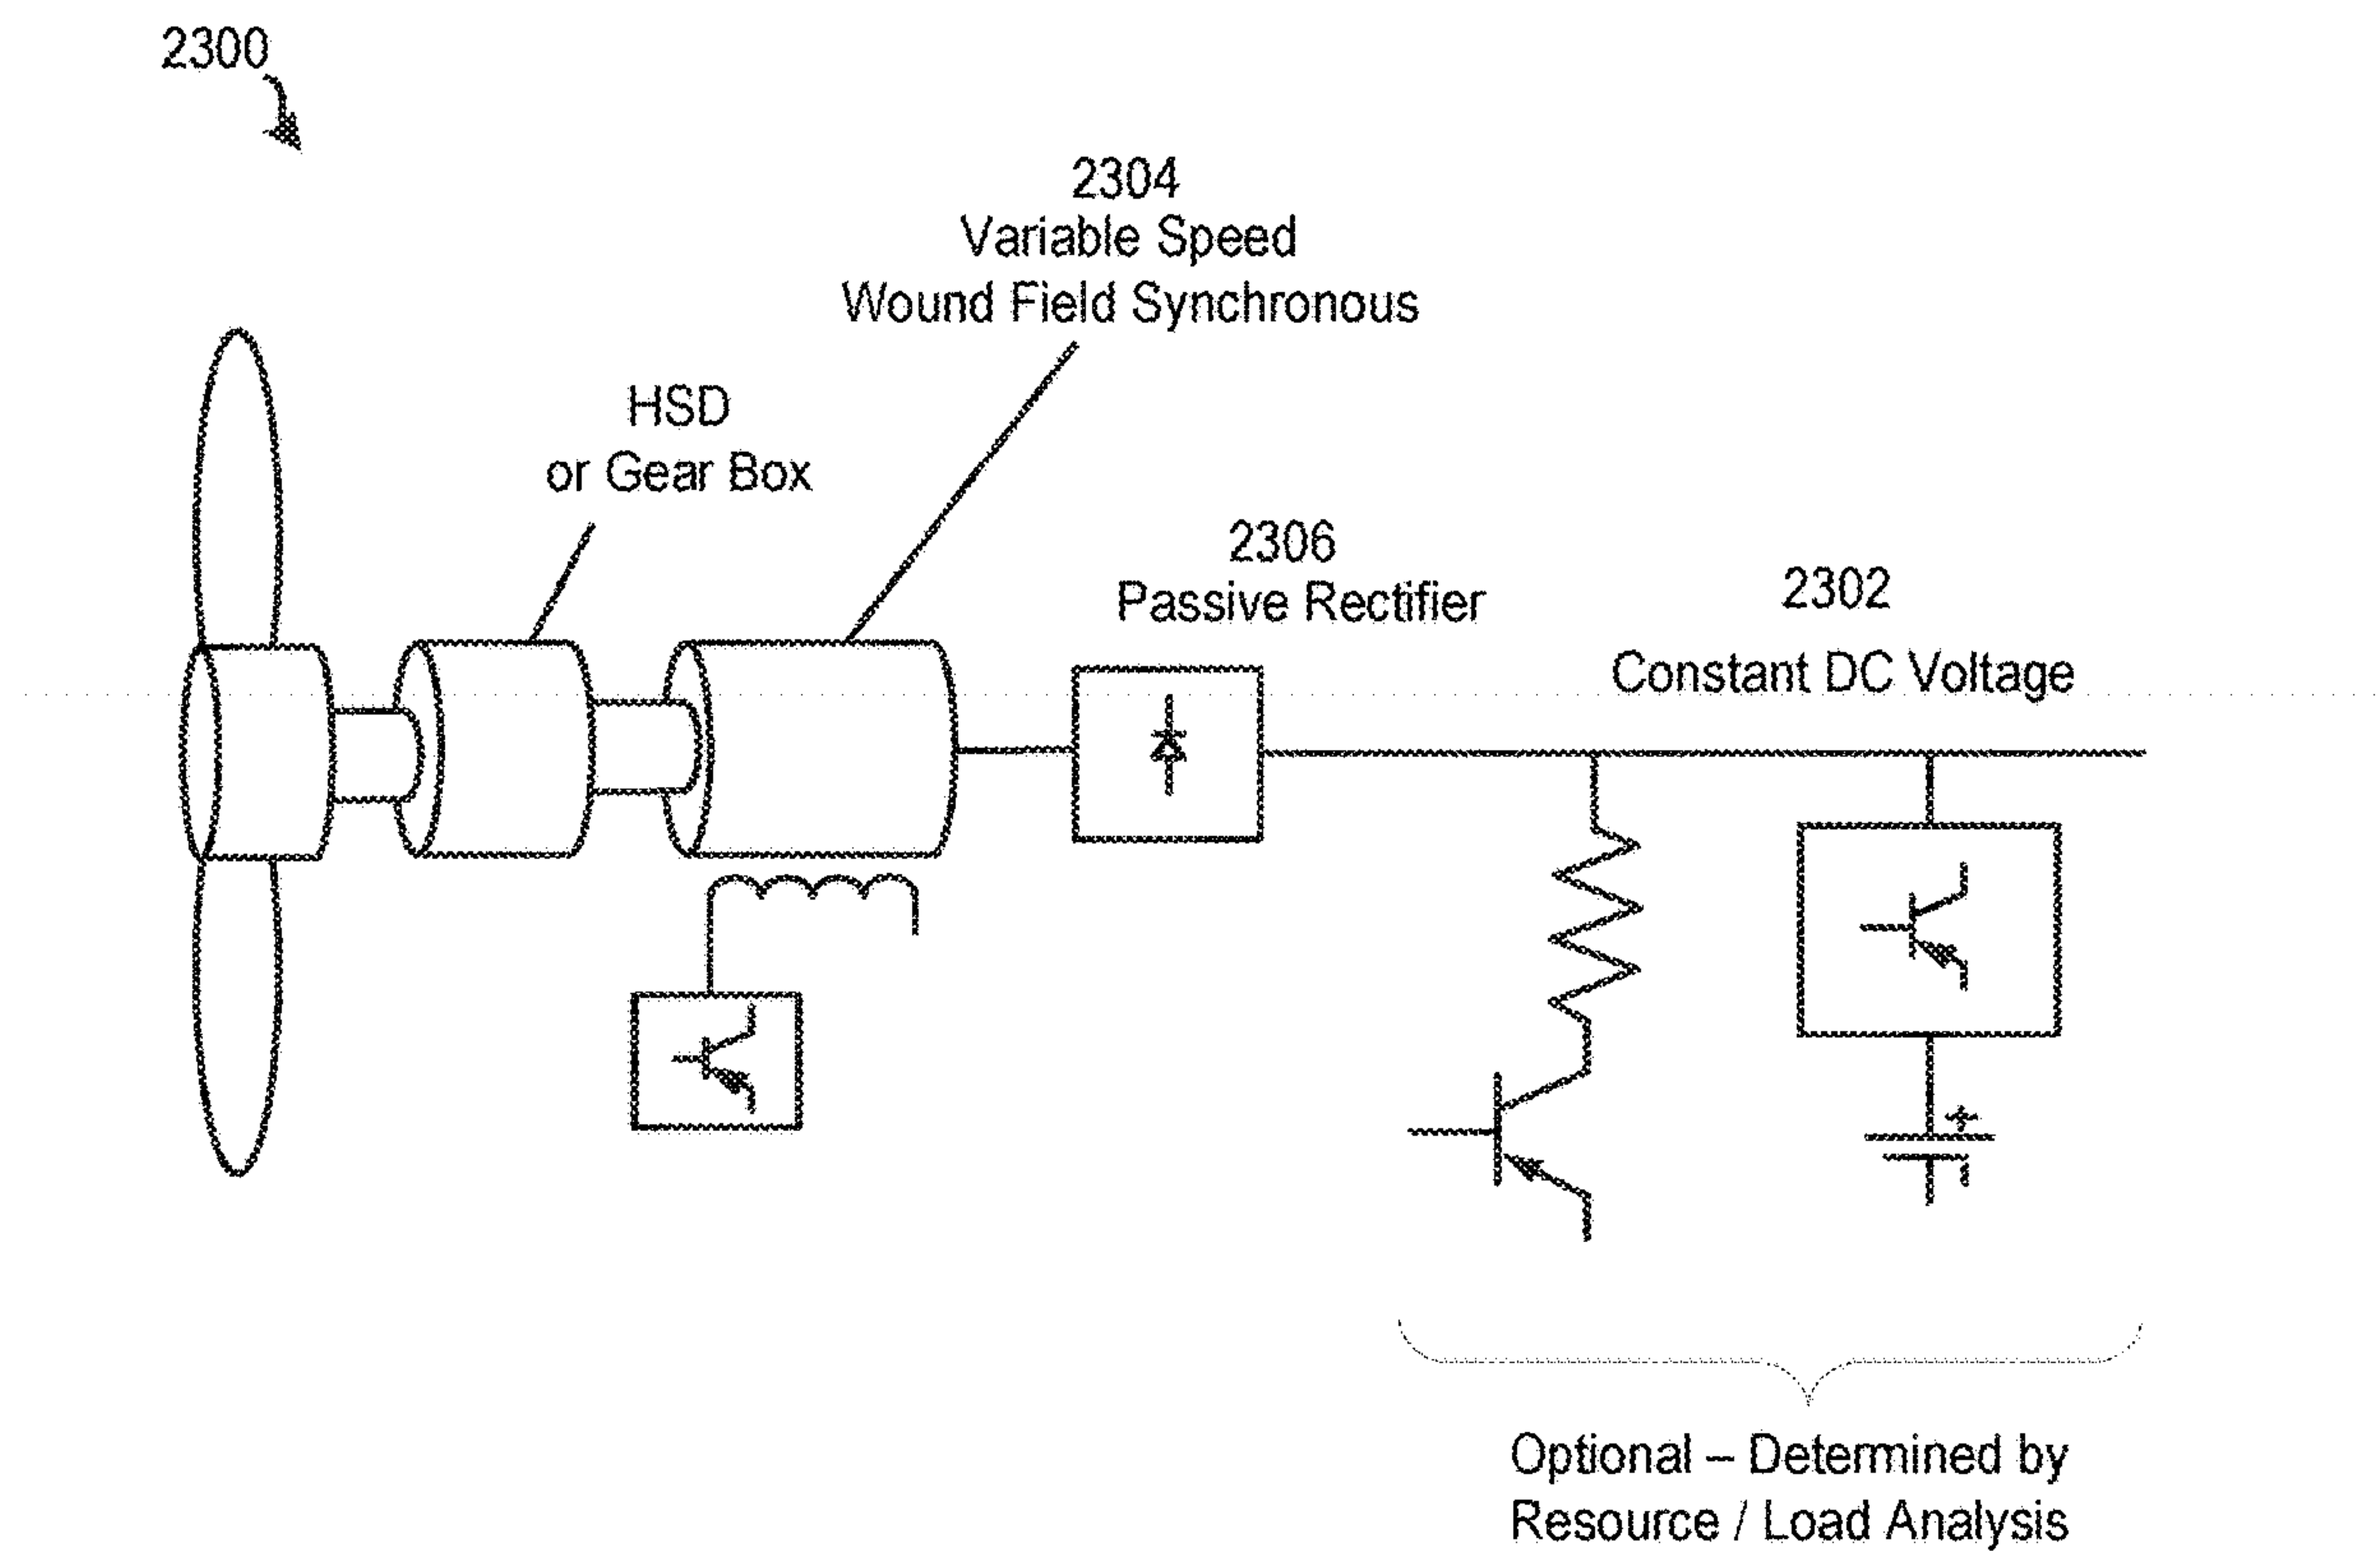 2300
2304
Variable Speed
Wound Field Synchronous
HSD
or Gear Box
2306
Passive Rectifier
2302
Constant DC Voltage
+
Optional – Determined by
Resource / Load Analysis